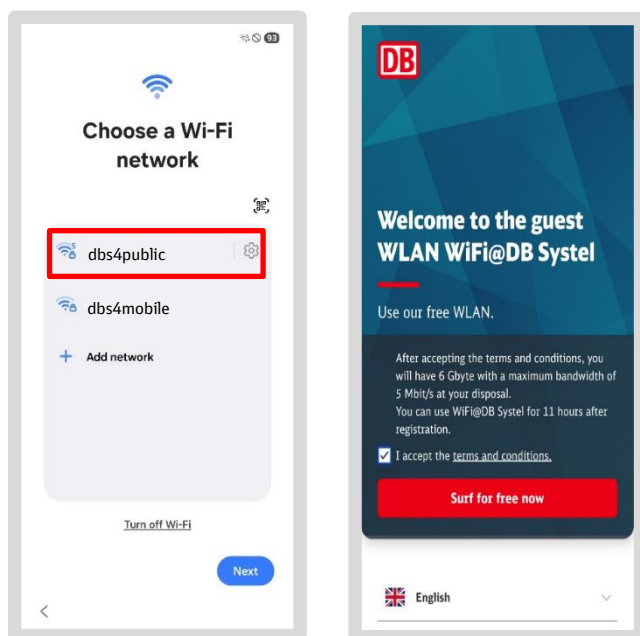 93
Choose a Wi-Fi
network
dbs4public
dbs4mobile
+ Add network
Turn off Wi-Fi
Next
<
DB
Welcome to the guest
WLAN WiFi@DB Systel
Use our free WLAN.
After accepting the terms and conditions, you
will have 6 Gbyte with a maximum bandwidth of
5 Mbit/s at your disposal.
You can use WiFi@DB Systel for 11 hours after
registration.
I accept the terms and conditions.
Surf for free now
English